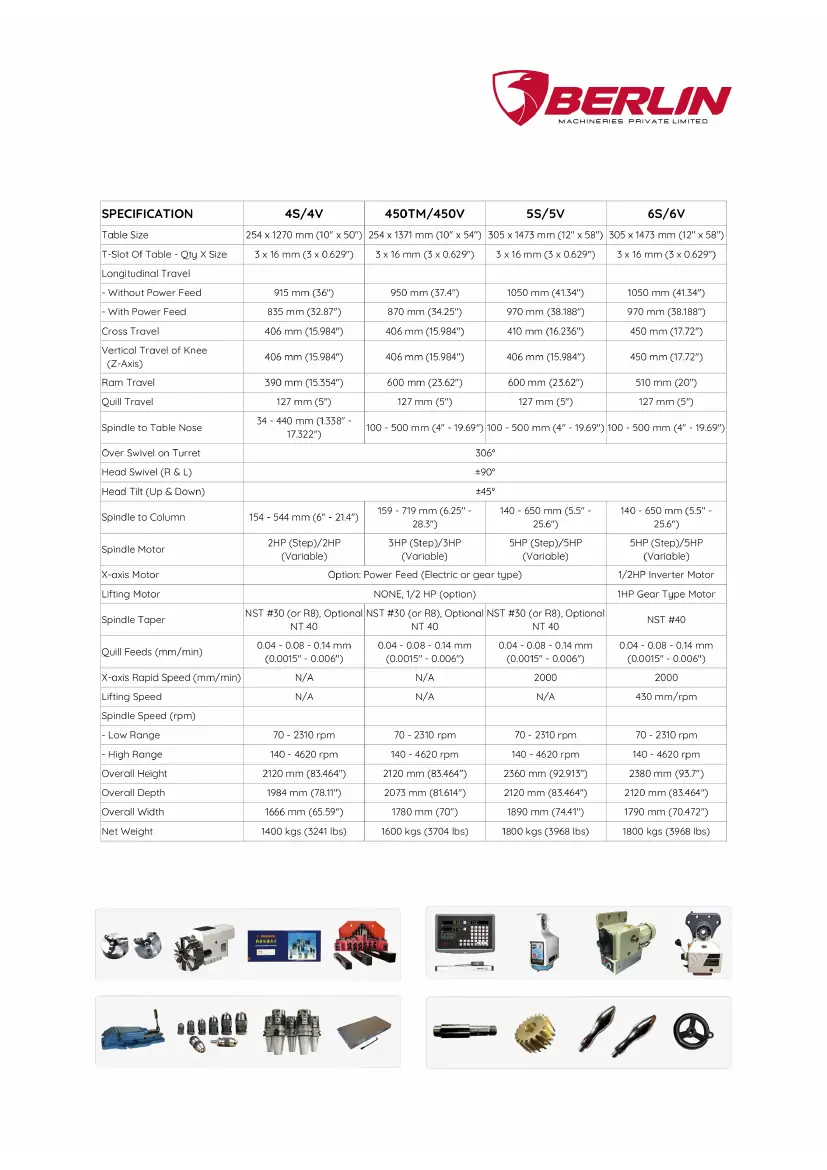 BERLIN
MACHINERIES PRIVATE LIMITED
SPECIFICATION 4S/4V 450TM/450V 5S/5V 6S/6V
Table Size 254 x 1270 mm (10" x 50") 254 x 1371 mm (10" x 54") 305 x 1473 mm (12" x 58") 305 x 1473 mm (12" x 58")
T-Slot Of Table - Qty X Size 3 x 16 mm (3 x 0.629") 3 x 16 mm (3 x 0.629") 3 x 16 mm (3 x 0.629") 3 x 16 mm (3 x 0.629")
Longitudinal Travel
- Without Power Feed 915 mm (36") 950 mm (37.4") 1050 mm (41.34") 1050 mm (41.34")
- With Power Feed 835 mm (32.87") 870 mm (34.25") 970 mm (38.188") 970 mm (38.188")
Cross Travel 406 mm (15.984") 406 mm (15.984") 410 mm (16.236") 450 mm (17.72")
Vertical Travel of Knee
(Z-Axis) 406 mm (15.984") 406 mm (15.984") 406 mm (15.984") 450 mm (17.72")
Ram Travel 390 mm (15.354") 600 mm (23.62") 600 mm (23.62") 510 mm (20")
Quill Travel 127 mm (5") 127 mm (5") 127 mm (5") 127 mm (5")
Spindle to Table Nose 34 - 440 mm (1.338" -
17.322") 100 - 500 mm (4" - 19.69") 100 - 500 mm (4" - 19.69") 100 - 500 mm (4" - 19.69")
Over Swivel on Turret 306°
Head Swivel (R & L) ±90°
Head Tilt (Up & Down) ±45°
Spindle to Column 154 - 544 mm (6" - 21.4") 159 - 719 mm (6.25" - 140 - 650 mm (5.5" - 140 - 650 mm (5.5" -
28.3") 25.6") 25.6")
Spindle Motor 2HP (Step)/2HP 3HP (Step)/3HP 5HP (Step)/5HP 5HP (Step)/5HP
(Variable) (Variable) (Variable) (Variable)
X-axis Motor Option: Power Feed (Electric or gear type) 1/2HP Inverter Motor
Lifting Motor NONE, 1/2 HP (option) 1HP Gear Type Motor
Spindle Taper NST #30 (or R8), Optional NST #30 (or R8), Optional NST #30 (or R8), Optional NST #40
NT 40 NT 40 NT 40
Quill Feeds (mm/min) 0.04 - 0.08 - 0.14 mm 0.04 - 0.08 - 0.14 mm 0.04 - 0.08 - 0.14 mm 0.04 - 0.08 - 0.14 mm
(0.0015" - 0.006") (0.0015" - 0.006") (0.0015" - 0.006") (0.0015" - 0.006")
X-axis Rapid Speed (mm/min) N/A N/A 2000 2000
Lifting Speed N/A N/A N/A 430 mm/rpm
Spindle Speed (rpm)
- Low Range 70 - 2310 rpm 70 - 2310 rpm 70 - 2310 rpm 70 - 2310 rpm
- High Range 140 - 4620 rpm 140 - 4620 rpm 140 - 4620 rpm 140 - 4620 rpm
Overall Height 2120 mm (83.464") 2120 mm (83.464") 2360 mm (92.913") 2380 mm (93.7")
Overall Depth 1984 mm (78.11") 2073 mm (81.614") 2120 mm (83.464") 2120 mm (83.464")
Overall Width 1666 mm (65.59") 1780 mm (70") 1890 mm (74.41") 1790 mm (70.472")
Net Weight 1400 kgs (3241 lbs) 1600 kgs (3704 lbs) 1800 kgs (3968 lbs) 1800 kgs (3968 lbs)